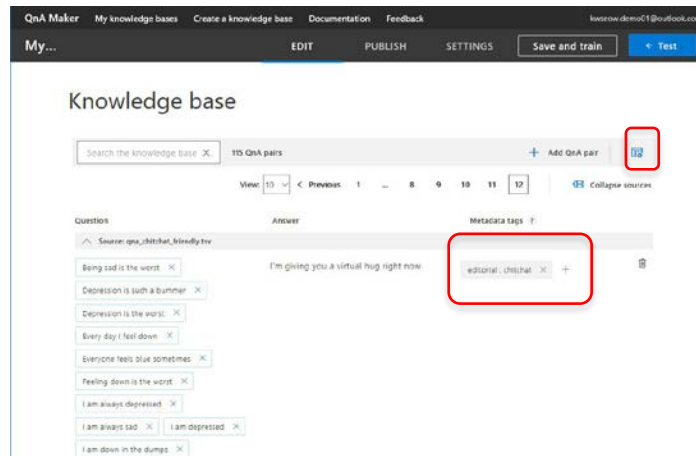 QnA Maker My knowledge bases Create a knowledge base Documentation Feedback kwseow.demo01@outlook.co
My... EDIT PUBLISH SETTINGS Save and train ← Test
Knowledge base
Search the knowledge base X 115 QnA pairs + Add QnA pair
View: 10 < Previous 1 ... 8 9 10 11 12 Collapse sources
Question Answer Metadata tags ?
Source: qna_chitchat_friendly.tsv
Being sad is the worst × I'm giving you a virtual hug right now. editorial : chitchat × +
Depression is such a bummer ×
Depression is the worst ×
Every day I feel down ×
Everyone feels blue sometimes ×
Feeling down is the worst ×
I am always depressed ×
I am always sad × I am depressed ×
I am down in the dumps ×